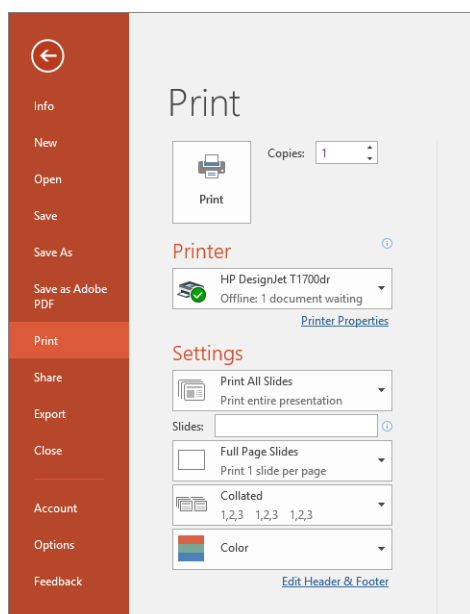 Info
New
Open
Save
Save As
Save as Adobe
PDF
Print
Share
Export
Close
Account
Options
Feedback
Print
Copies: 1
Print
Printer
HP DesignJet T1700dr
Offline: 1 document waiting
Printer Properties
Settings
Print All Slides
Print entire presentation
Slides:
Full Page Slides
Print 1 slide per page
Collated
1,2,3 1,2,3 1,2,3
Color
Edit Header & Footer